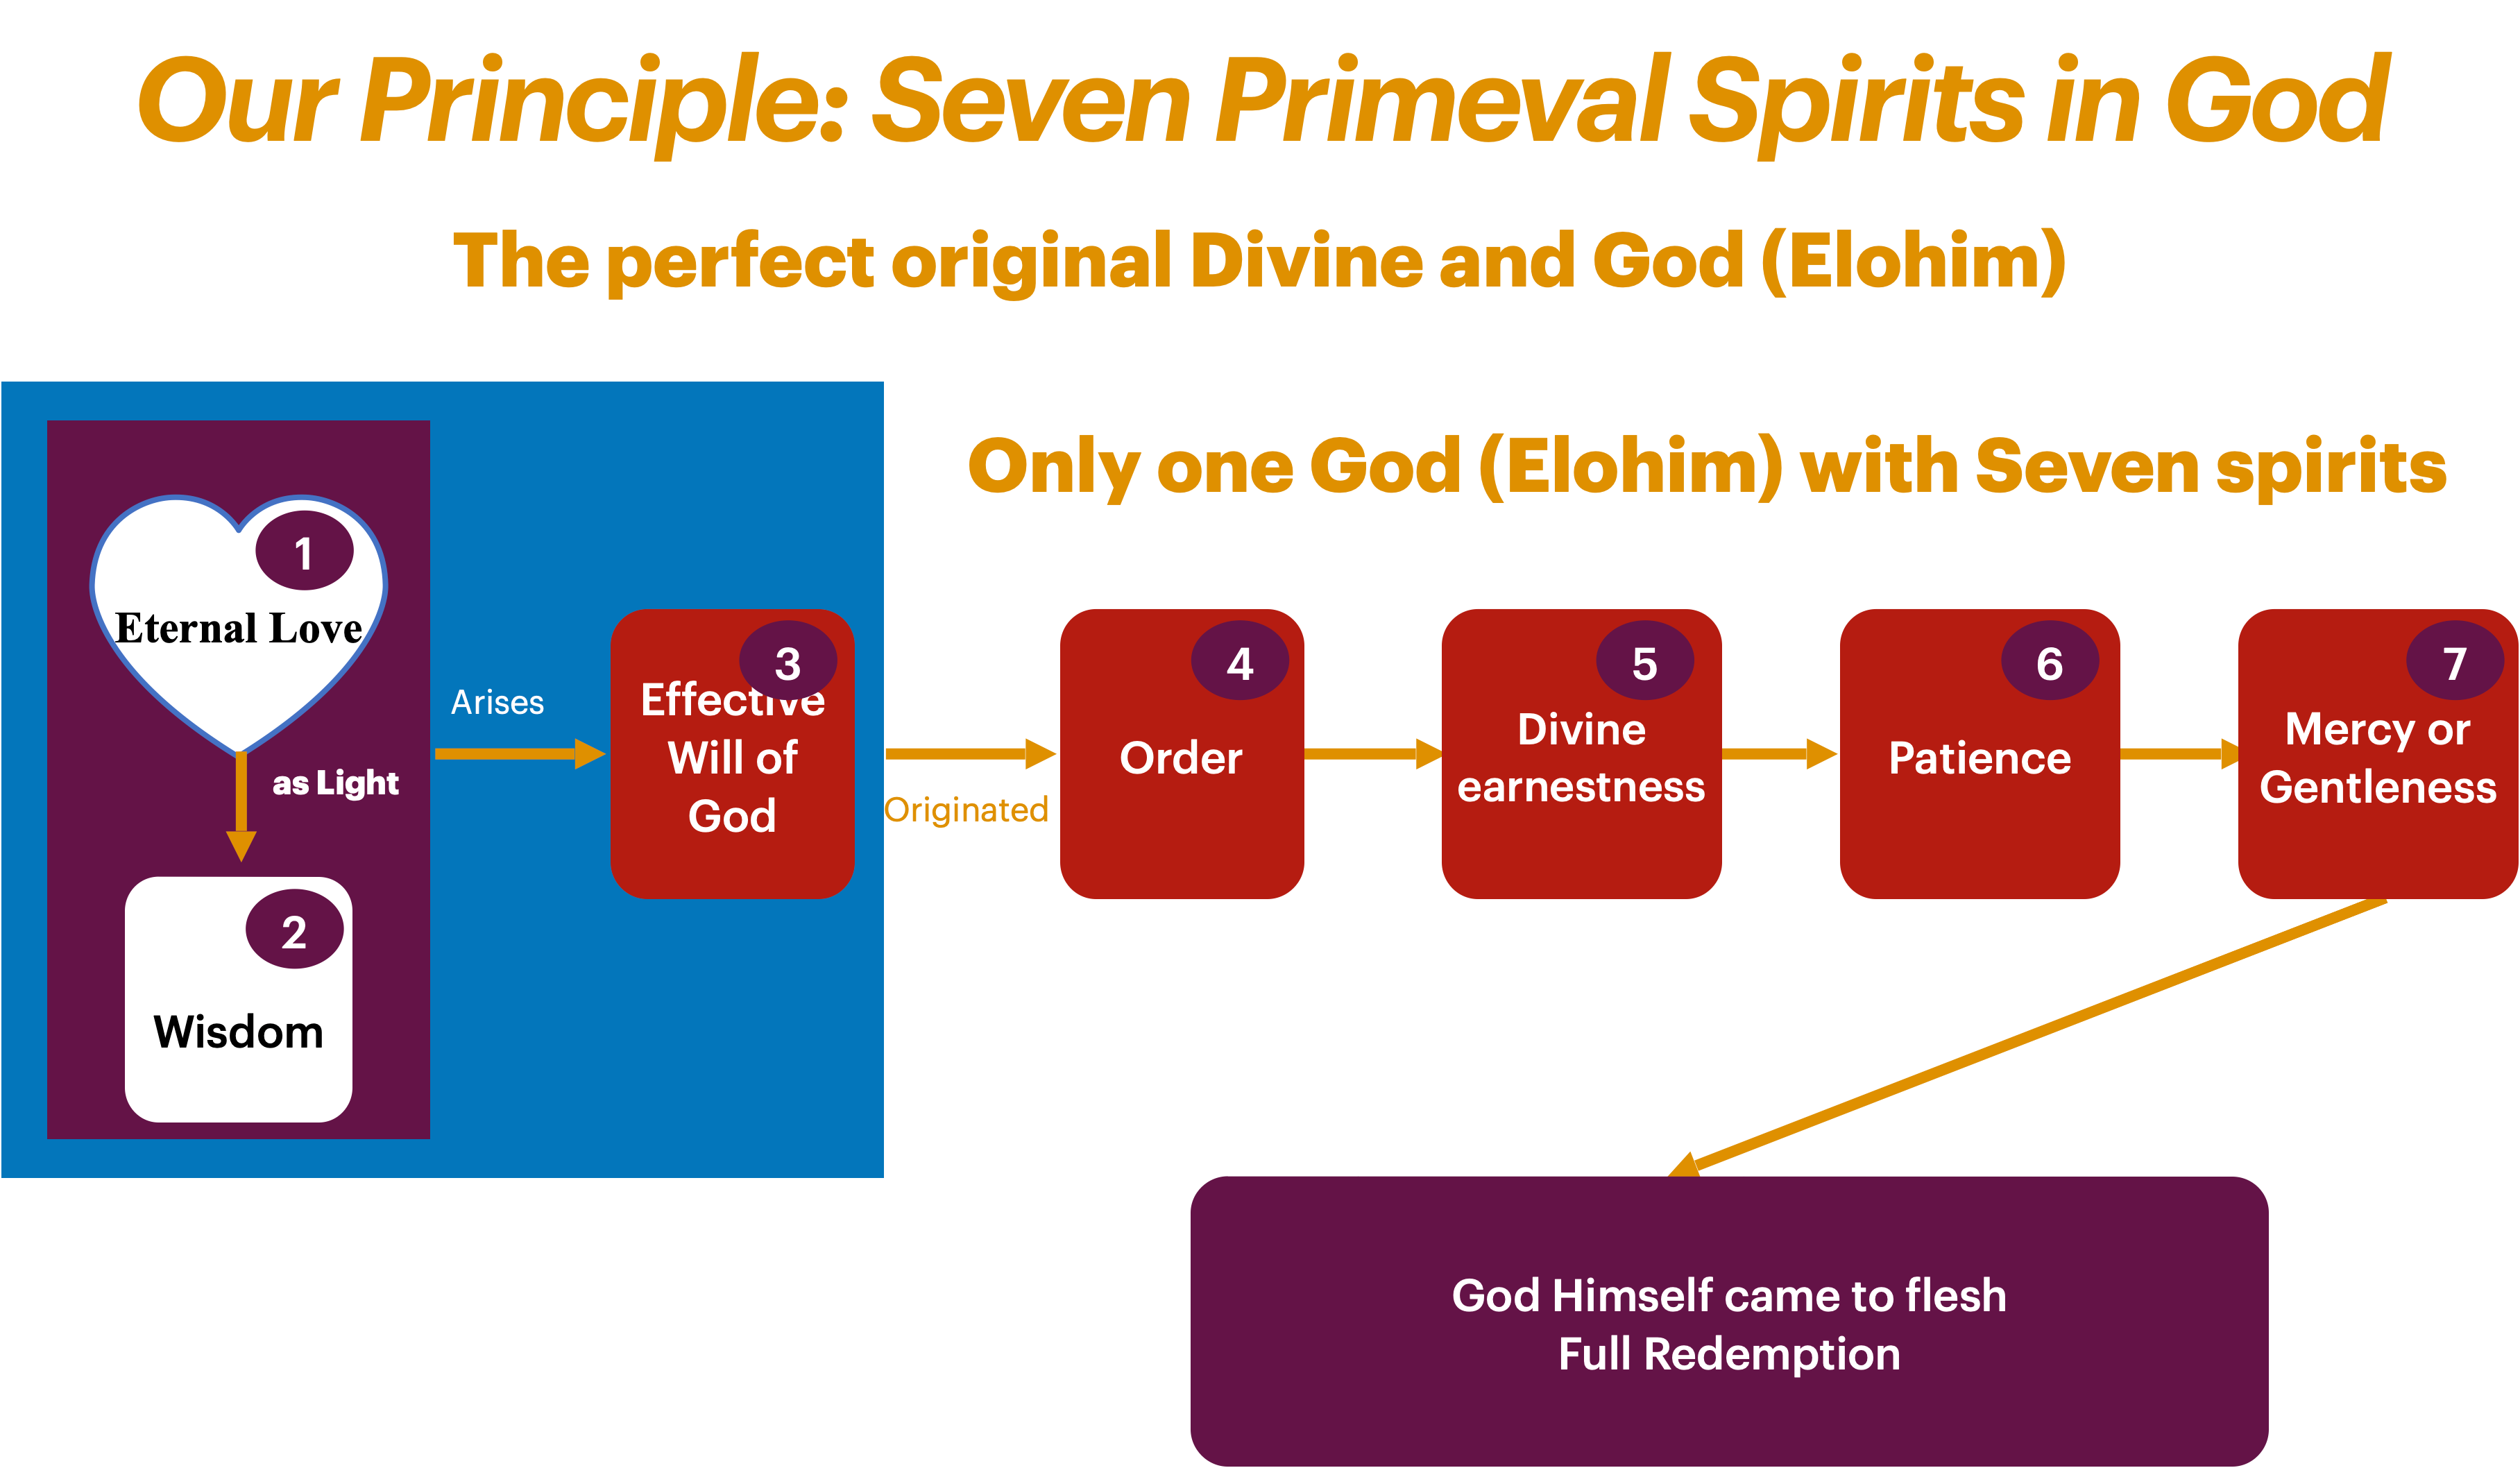 Our Principle: Seven Primeval Spirits in God
The perfect original Divine and God (Elohim)
Only one God (Elohim) with Seven spirits
1
Eternal Love
as Light
2
Wisdom
Arises
3
Effective
Will of
God
Originated
4
Order
5
Divine
earnestness
6
Patience
7
Mercy or
Gentleness
God Himself came to flesh
Full Redemption